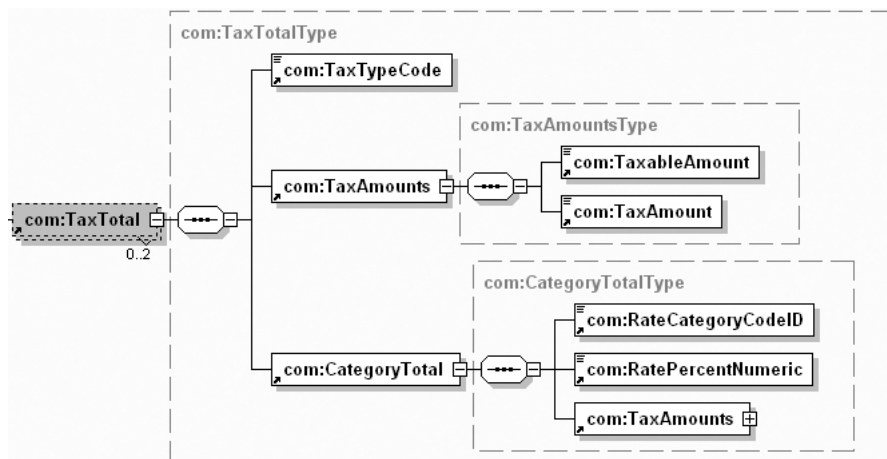 com:TaxTotalType
com:TaxTypeCode
com:TaxAmountsType
com:TaxableAmount
com:TaxAmounts
com:TaxAmount
com:TaxTotal
0..2
com:CategoryTotalType
com:RateCategoryCodeID
com:CategoryTotal
com:RatePercentNumeric
com:TaxAmounts